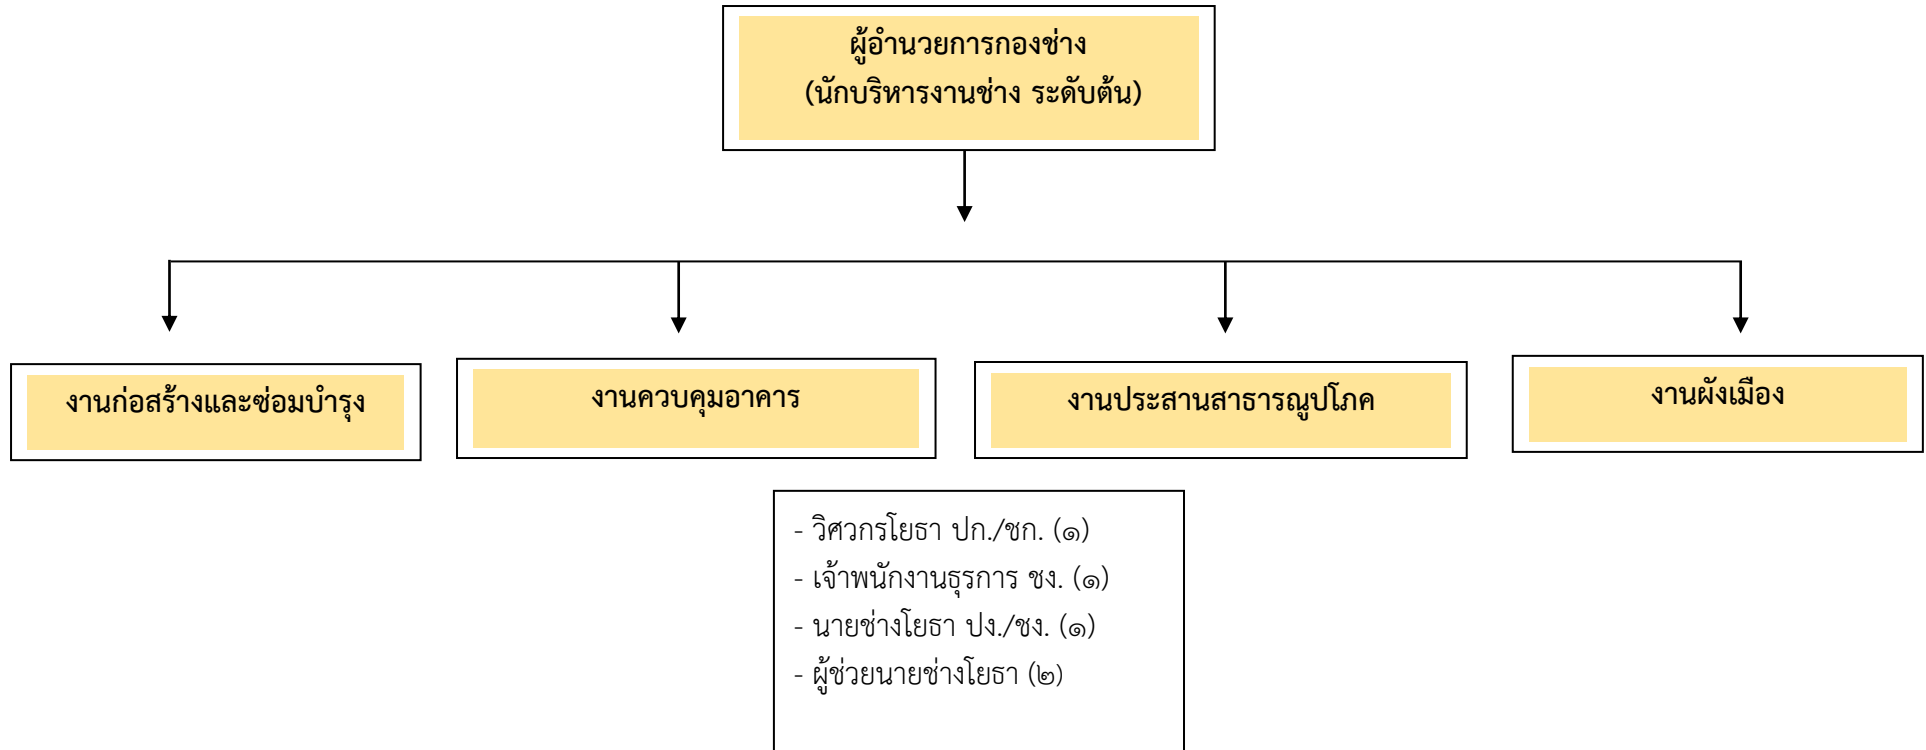 ผู้อำนวยการกองช่าง
(นักบริหารงานช่าง ระดับต้น)
งานก่อสร้างและซ่อมบำรุง
งานควบคุมอาคาร
งานประสานสาธารณูปโภค
งานผังเมือง
- วิศวกรโยธา ปก./ชก. (๑)
- เจ้าพนักงานธุรการ ชง. (๑)
- นายช่างโยธา ปง./ชง. (๑)
- ผู้ช่วยนายช่างโยธา (๒)